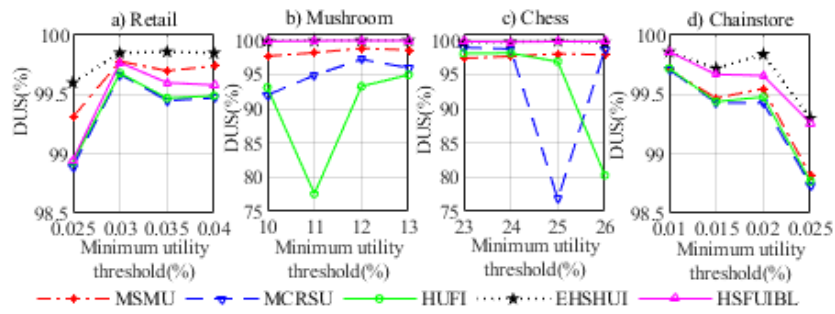 a) Retail
b) Mushroom
c) Chess
d) Chainstore
DUS(%)
100
99.5
99
98.5
0.025 0.03 0.035 0.04
Minimum utility
threshold(%)
DUS(%)
100
95
90
85
80
75
10 11 12 13
Minimum utility
threshold(%)
DUS(%)
100
95
90
85
80
75
23 24 25 26
Minimum utility
threshold(%)
DUS(%)
100
99.5
99
98.5
0.01 0.015 0.02 0.025
Minimum utility
threshold(%)
MSMU MCRSU HUFI EHSHUI HSFUIBL